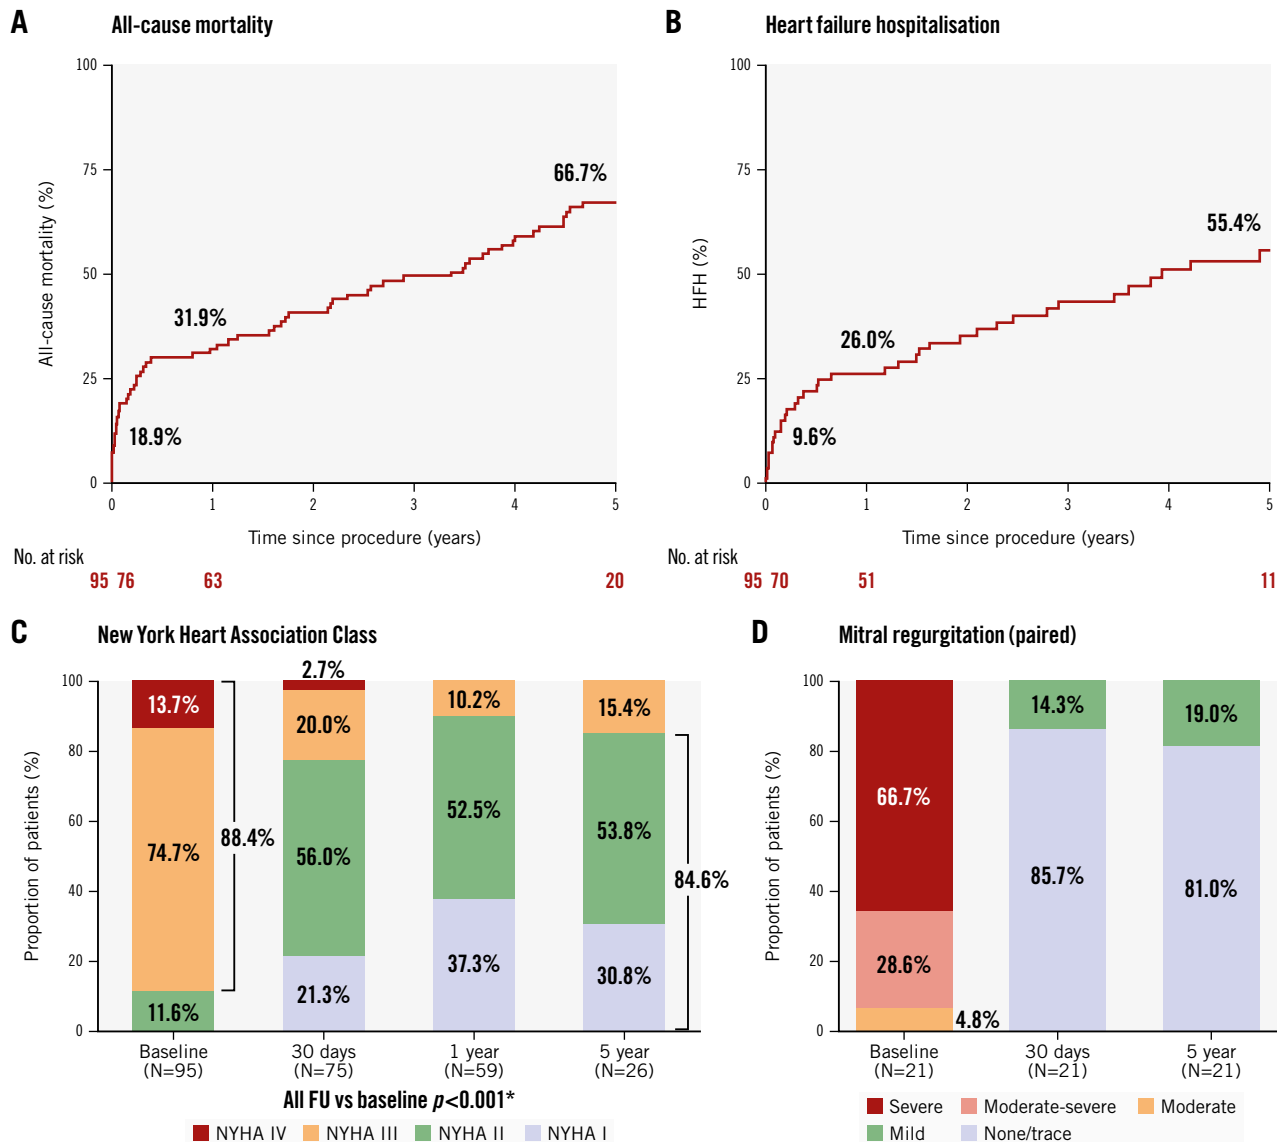 A All-cause mortality
100
75
50
25
0
All-cause mortality (%)
18.9%
31.9%
66.7%
0 1 2 3 4 5
Time since procedure (years)
No. at risk
95 76 63 20
B Heart failure hospitalisation
100
75
50
25
0
HFH (%)
9.6%
26.0%
55.4%
0 1 2 3 4 5
Time since procedure (years)
No. at risk
95 70 51 11
C New York Heart Association Class
100
80
60
40
20
0
Proportion of patients (%)
13.7%
74.7%
11.6%
88.4%
2.7%
20.0%
56.0%
21.3%
10.2%
52.5%
37.3%
15.4%
53.8%
30.8%
84.6%
Baseline 30 days 1 year 5 year
(N=95) (N=75) (N=59) (N=26)
All FU vs baseline p<0.001*
NYHA IV NYHA III NYHA II NYHA I
D Mitral regurgitation (paired)
100
80
60
40
20
0
Proportion of patients (%)
66.7%
28.6%
4.8%
14.3%
85.7%
19.0%
81.0%
Baseline 30 days 5 year
(N=21) (N=21) (N=21)
Severe Moderate-severe Moderate
Mild None/trace